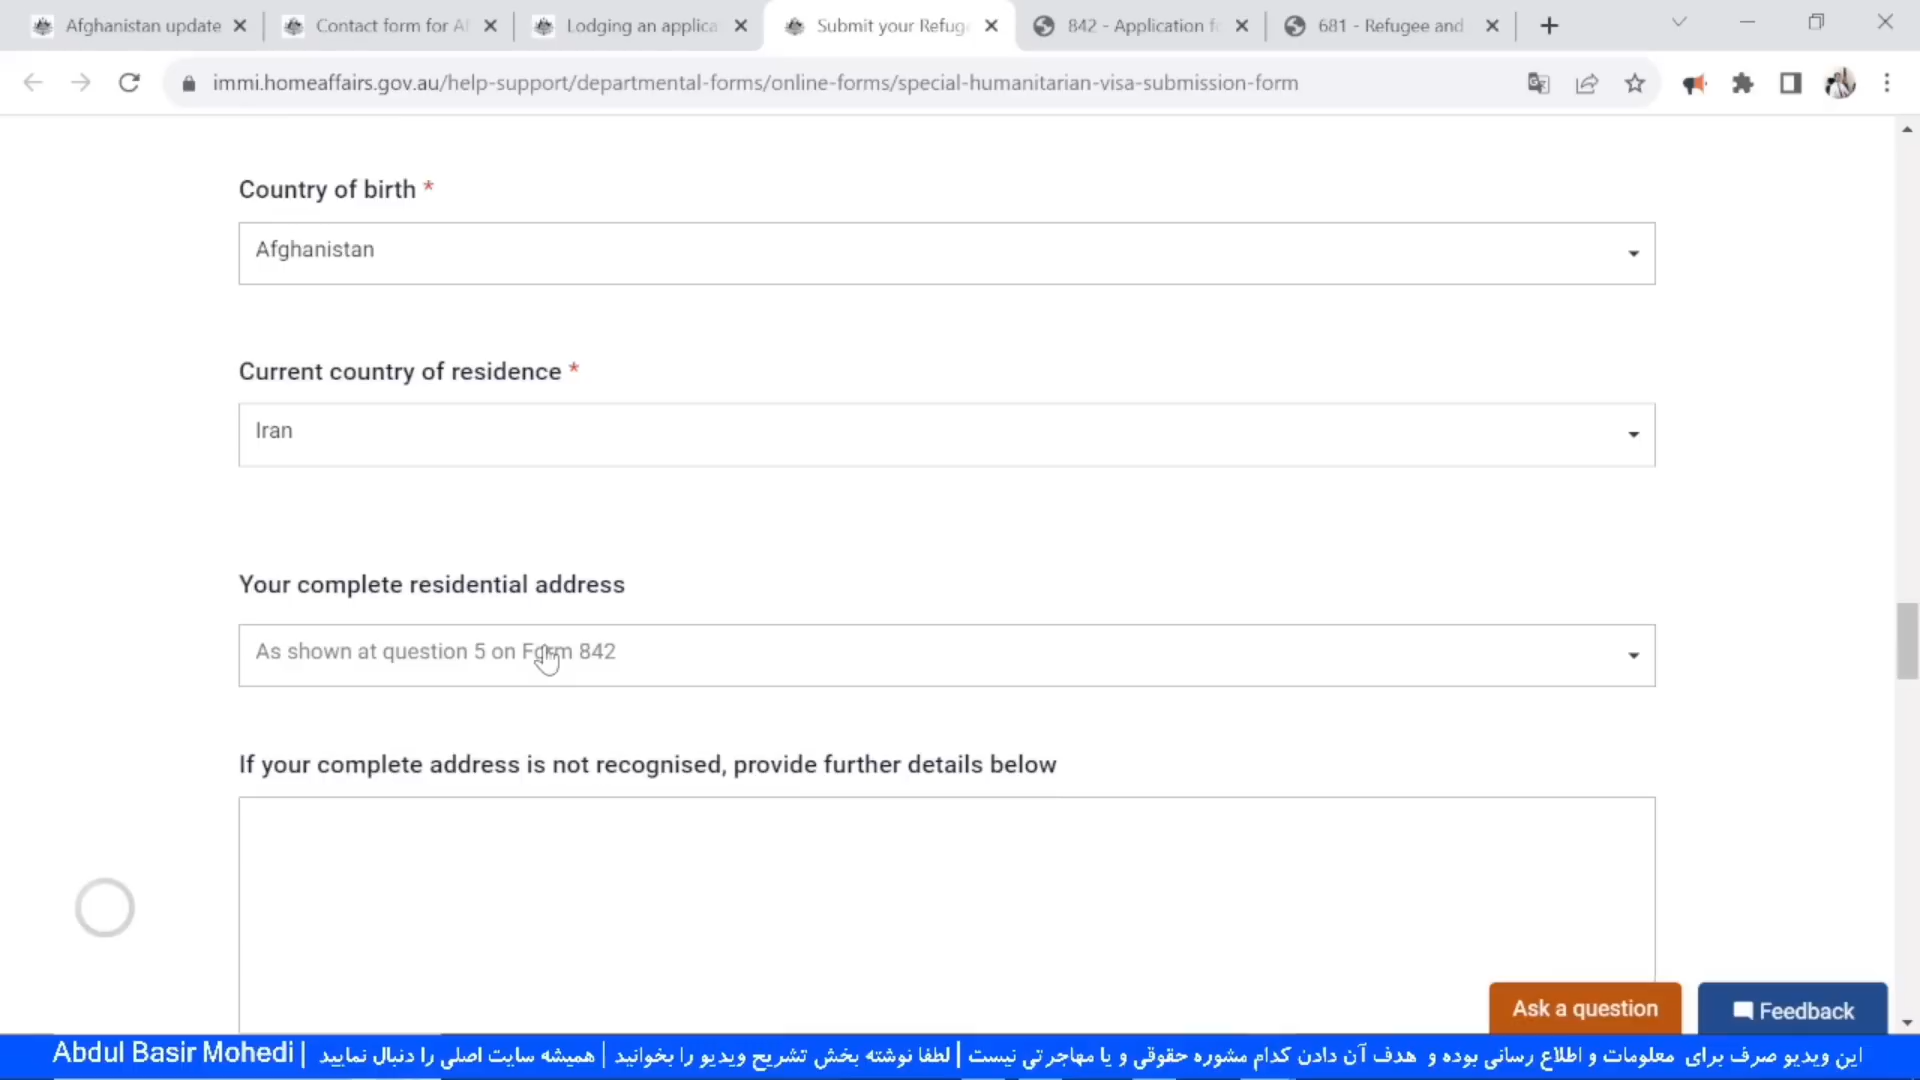 Afghanistan update
Contact form for Af
Lodging an applica
Submit your Refug
842 - Application f
681 - Refugee and
immi.homeaffairs.gov.au/help-support/departmental-forms/online-forms/special-humanitarian-visa-submission-form
Country of birth *
Afghanistan
Current country of residence *
Iran
Your complete residential address
As shown at question 5 on Form 842
If your complete address is not recognised, provide further details below
Ask a question
Feedback
Abdul Basir Mohedi | این ویدیو صرف برای معلومات و اطلاع رسانی بوده و هدف آن دادن کدام مشوره حقوقی و یا مهاجرتی نیست | لطفا نوشته بخش تشریح ویدیو را بخوانید | همیشه سایت اصلی را دنبال نمایید